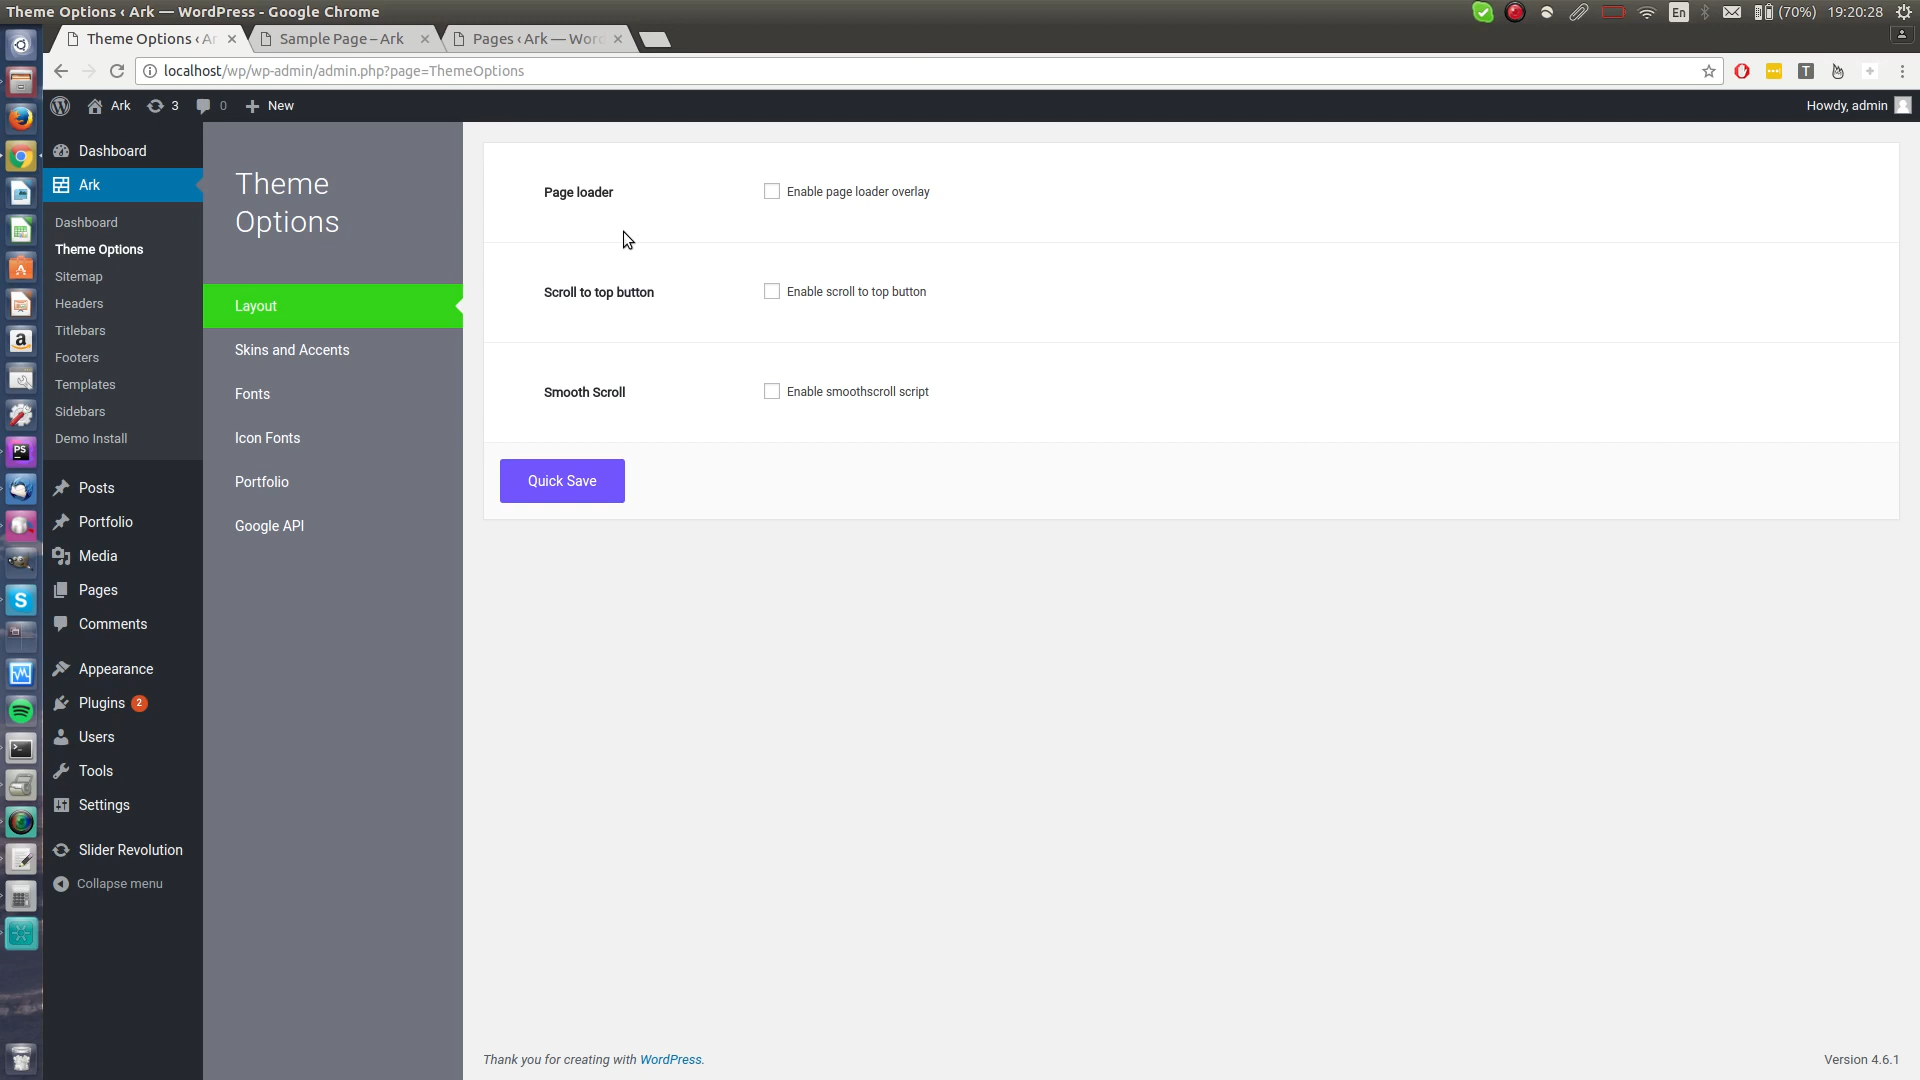 Theme Options ‹ Ark — WordPress - Google Chrome
En
(70%)
19:20:28
Theme Options ‹ Ar
Sample Page – Ark
Pages ‹ Ark — Word
localhost/wp/wp-admin/admin.php?page=ThemeOptions
T
Ark
3
0
New
Howdy, admin
Dashboard
Ark
Dashboard
Theme Options
Sitemap
Headers
Titlebars
Footers
Templates
Sidebars
Demo Install
Posts
Portfolio
Media
Pages
Comments
Appearance
Plugins 2
Users
Tools
Settings
Slider Revolution
Collapse menu
a
PS
S
Theme
Options
Layout
Skins and Accents
Fonts
Icon Fonts
Portfolio
Google API
Page loader
Enable page loader overlay
Scroll to top button
Enable scroll to top button
Smooth Scroll
Enable smoothscroll script
Quick Save
Thank you for creating with WordPress.
Version 4.6.1